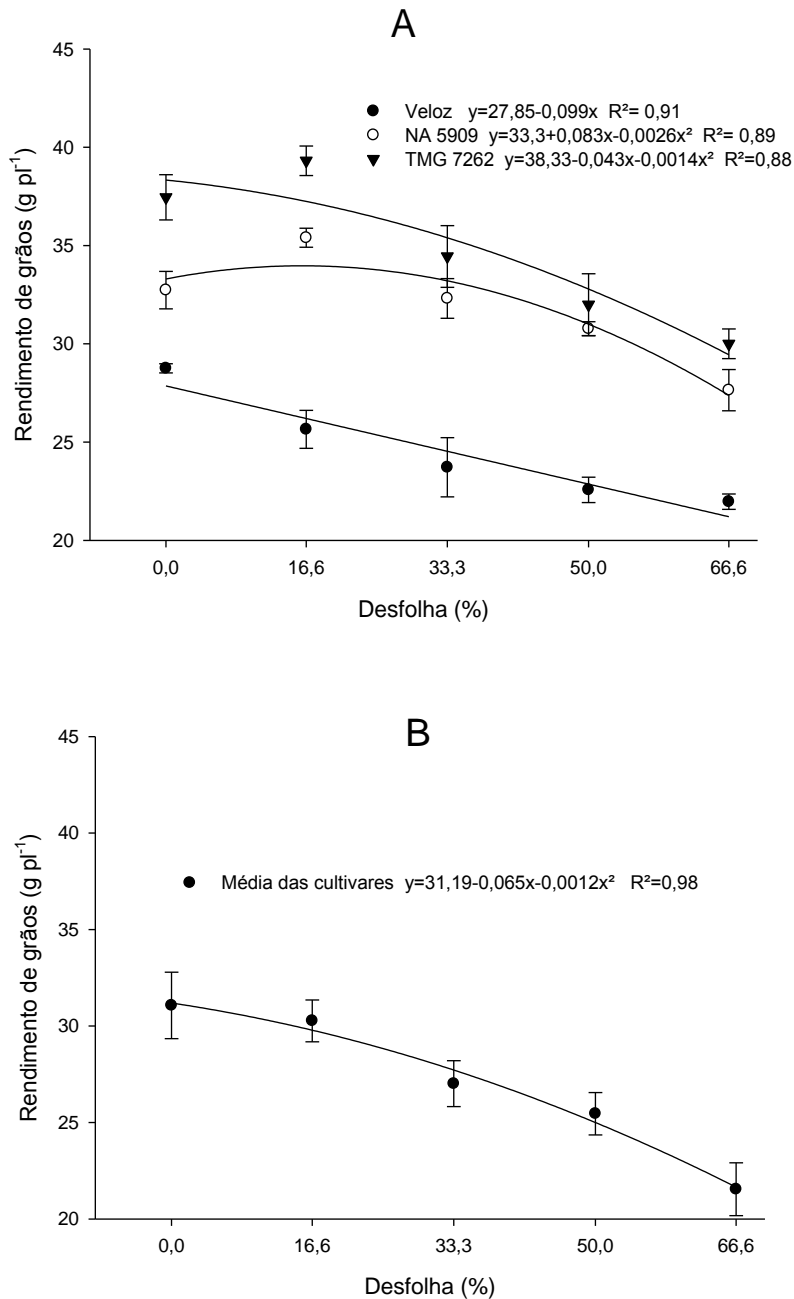 A
45
40
35
30
25
20
Rendimento de grãos (g pl⁻¹)
Veloz y=27,85-0,099x R²= 0,91
NA 5909 y=33,3+0,083x-0,0026x² R²= 0,89
TMG 7262 y=38,33-0,043x-0,0014x² R²=0,88
0,0 16,6 33,3 50,0 66,6
Desfolha (%)
B
45
40
35
30
25
20
Rendimento de grãos (g pl⁻¹)
Média das cultivares y=31,19-0,065x-0,0012x² R²=0,98
0,0 16,6 33,3 50,0 66,6
Desfolha (%)